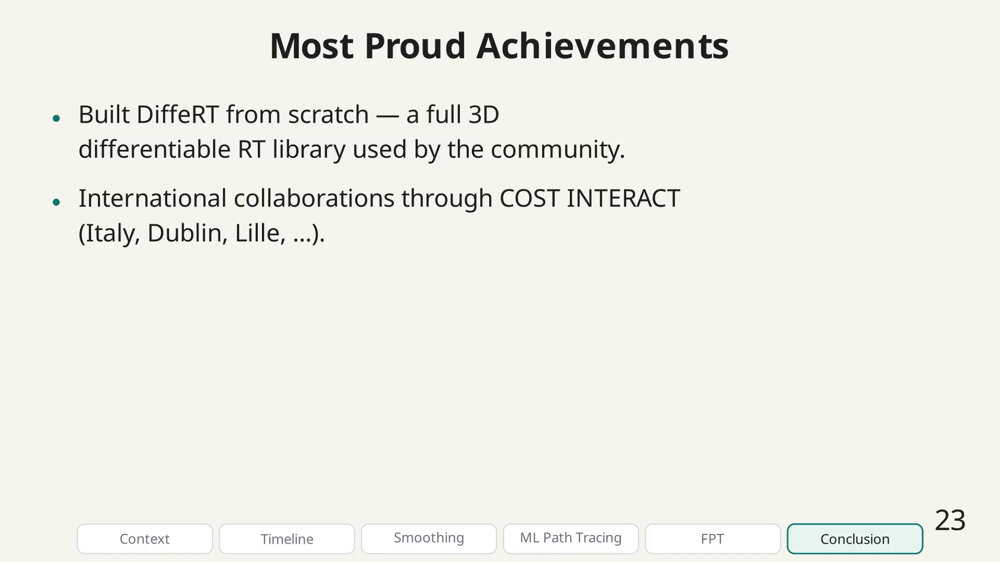 Most Proud Achievements
• Built DiffeRT from scratch — a full 3D
differentiable RT library used by the community.
• International collaborations through COST INTERACT
(Italy, Dublin, Lille, ...).
Context
Timeline
Smoothing
ML Path Tracing
FPT
Conclusion
23